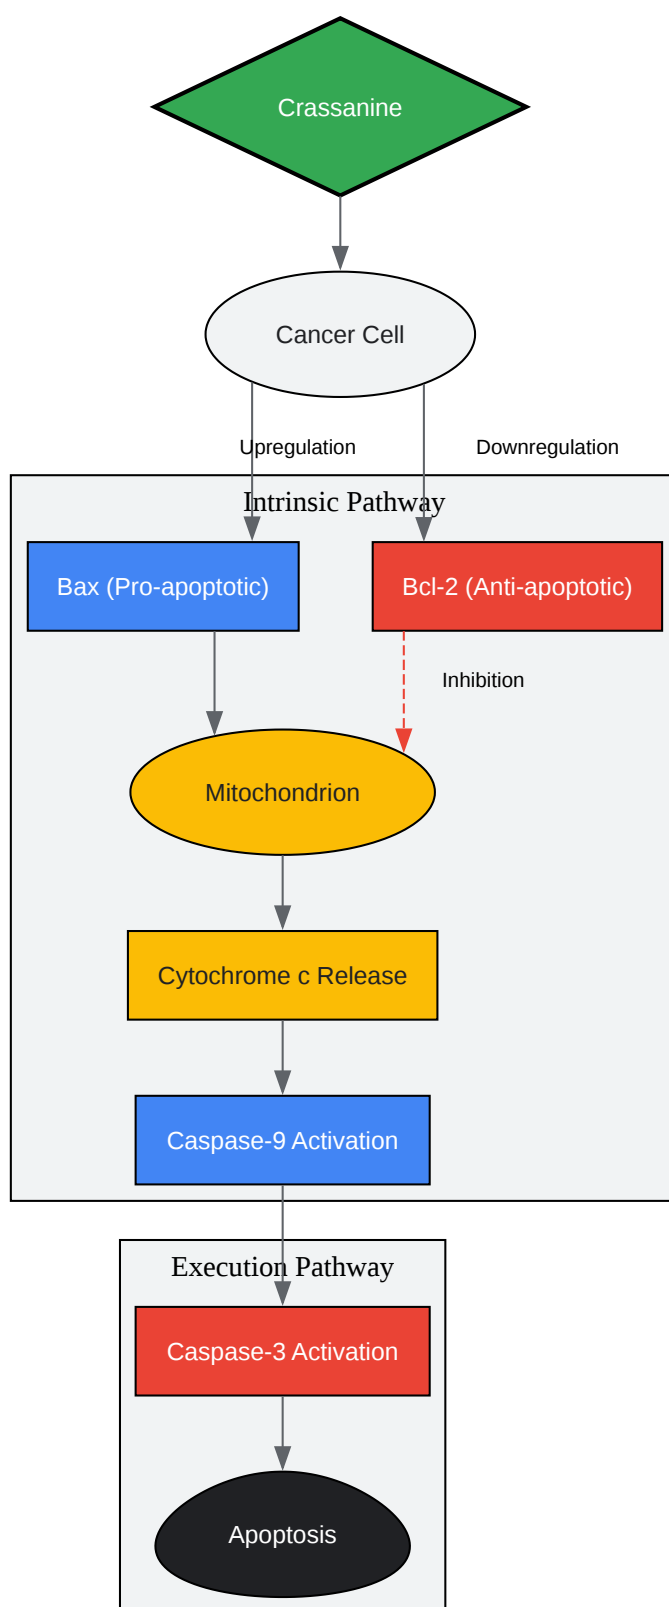 Crassanine
Cancer Cell
Upregulation
Downregulation
Intrinsic Pathway
Bax (Pro-apoptotic)
Bcl-2 (Anti-apoptotic)
Inhibition
Mitochondrion
Cytochrome c Release
Caspase-9 Activation
Execution Pathway
Caspase-3 Activation
Apoptosis